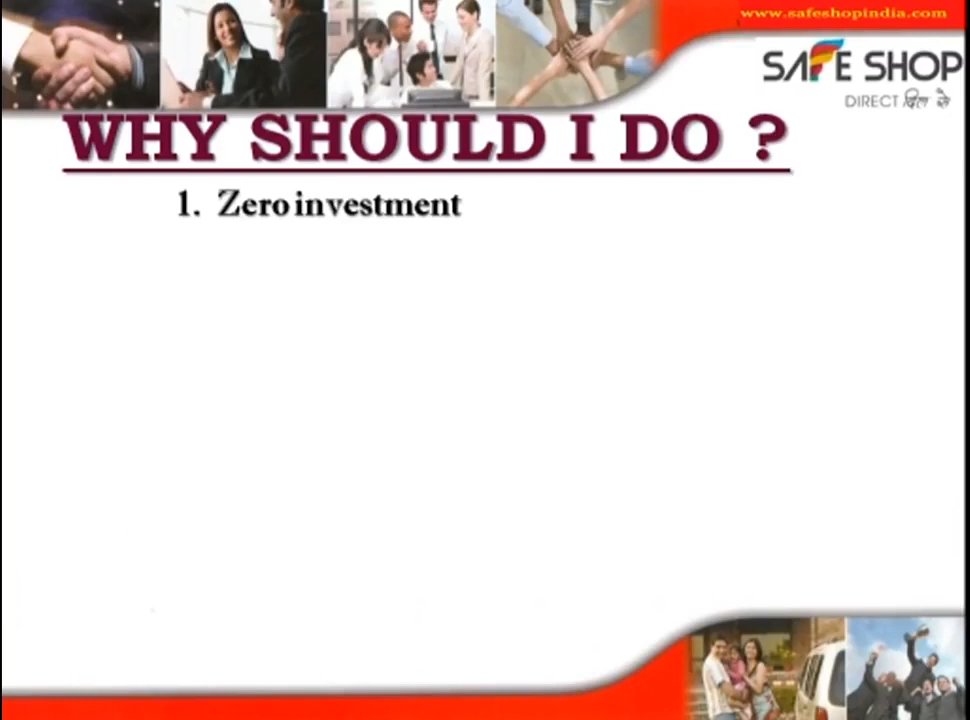 www.safeshopindia.com
SAFE SHOP
DIRECT दिल से
WHY SHOULD I DO ?
1. Zero investment